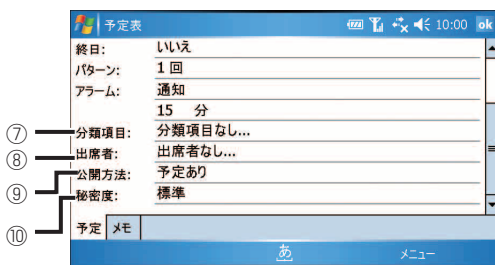 予定表 10:00 ok
終日: いいえ
パターン: 1 回
アラーム: 通知
15 分
⑦ 分類項目: 分類項目なし...
⑧ 出席者: 出席者なし...
⑨ 公開方法: 予定あり
⑩ 秘密度: 標準
予定 メモ
あ メニュー